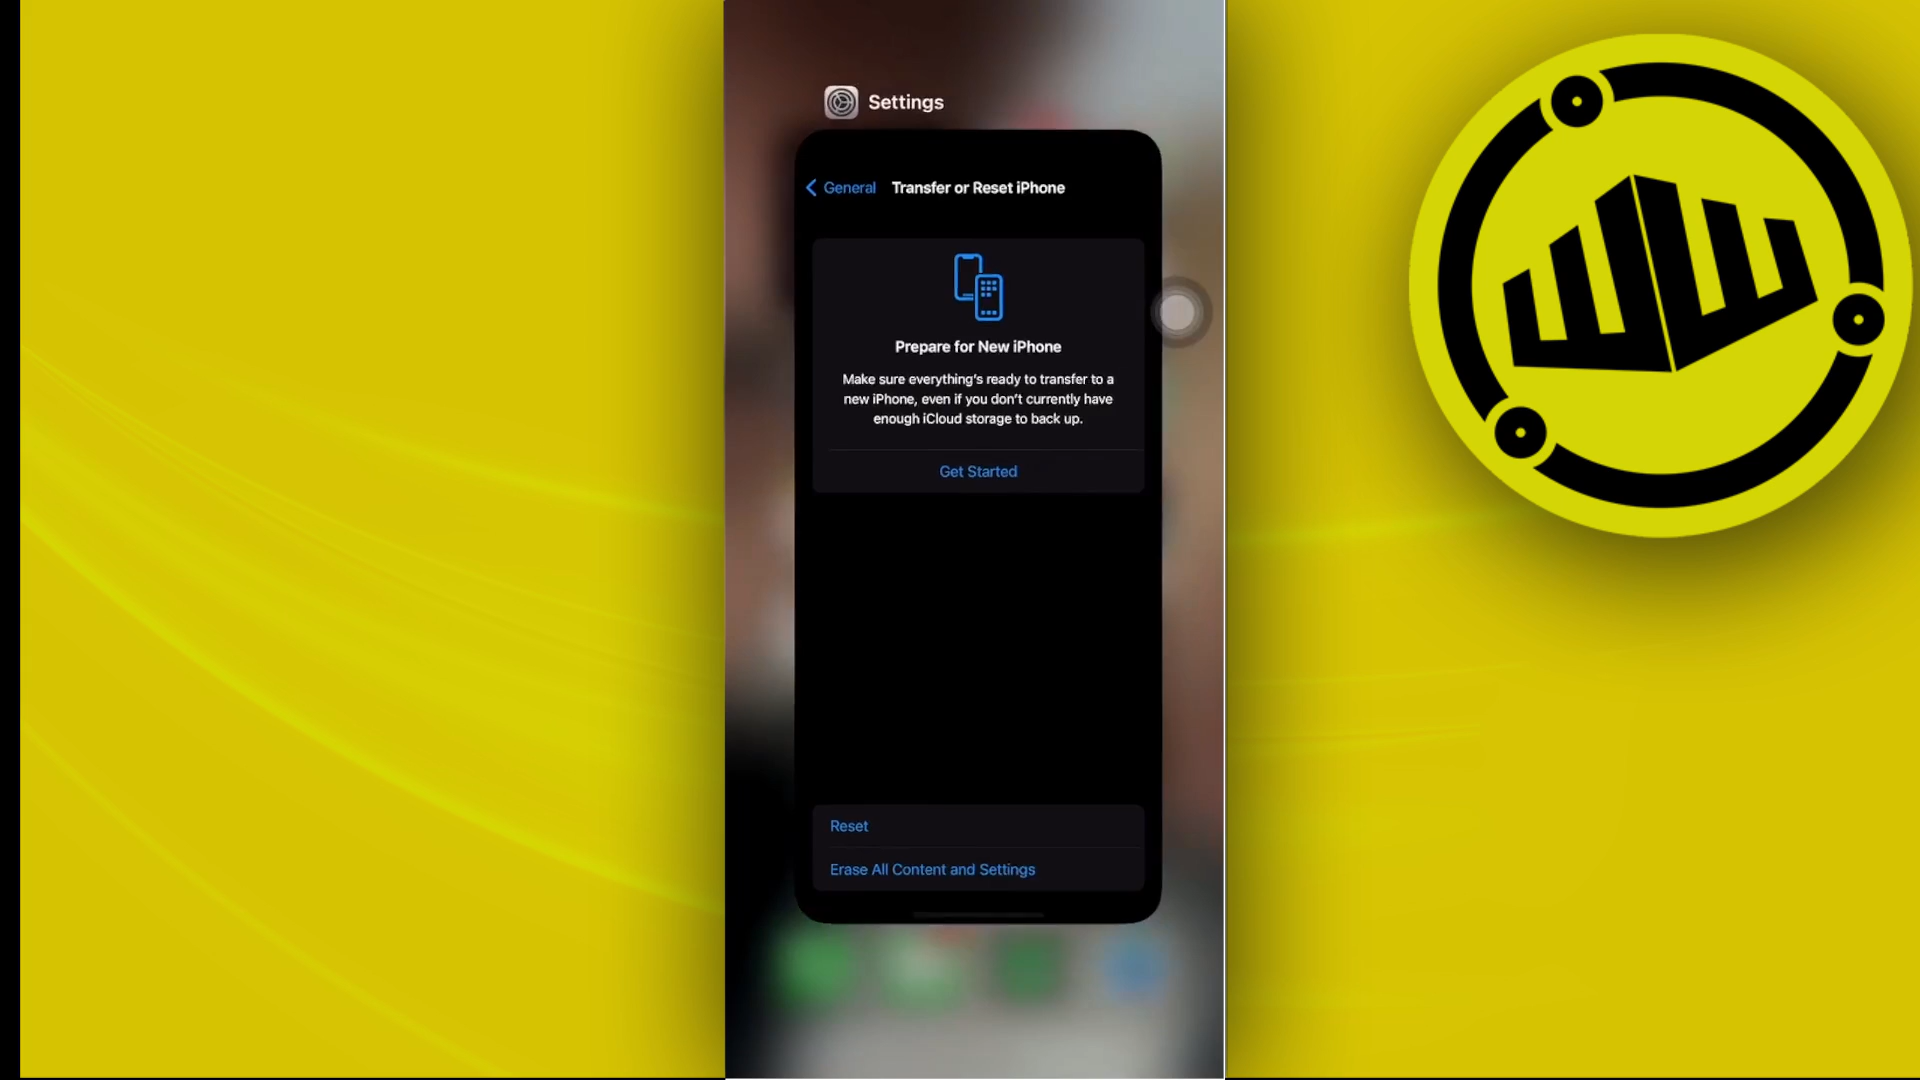 Settings
General
Transfer or Reset iPhone
Prepare for New iPhone
Make sure everything's ready to transfer to a
new iPhone, even if you don't currently have
enough iCloud storage to back up.
Get Started
Reset
Erase All Content and Settings